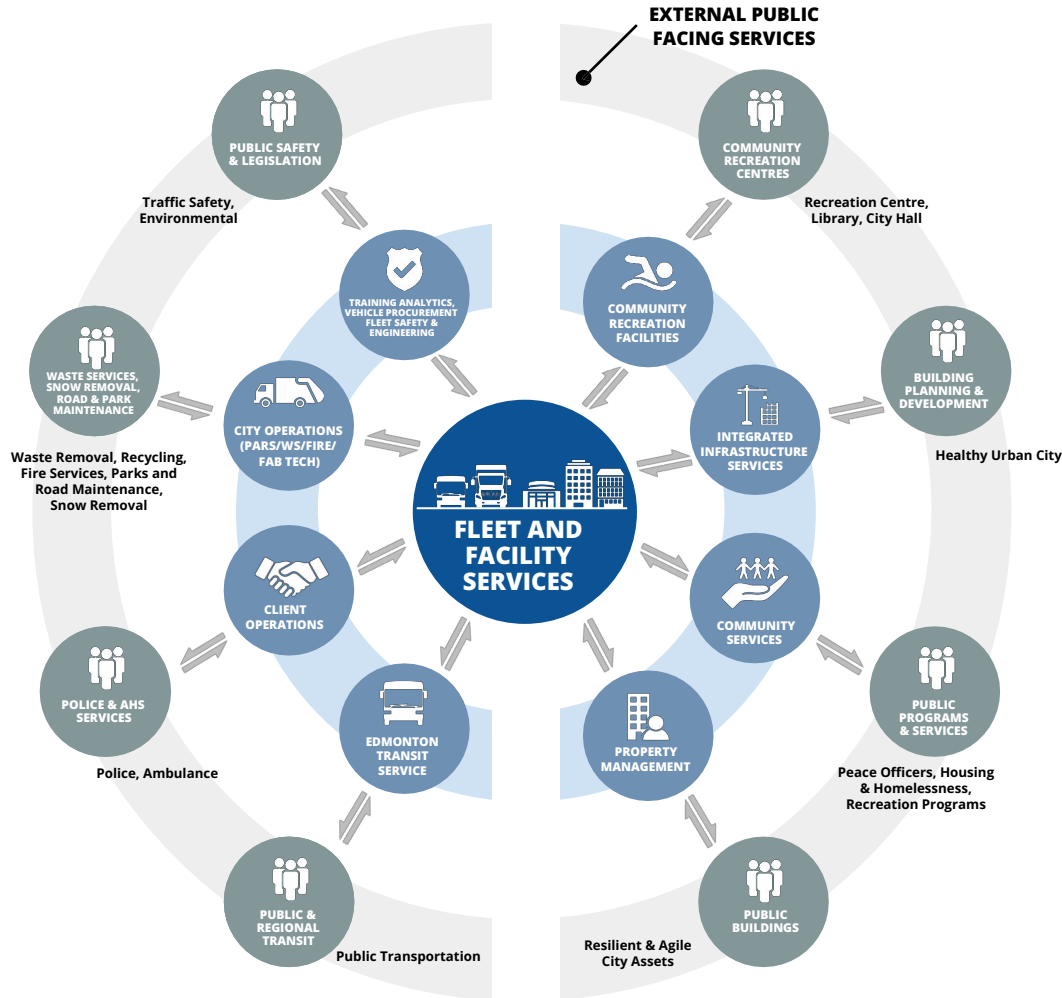 EXTERNAL PUBLIC
FACING SERVICES
PUBLIC SAFETY
& LEGISLATION
Traffic Safety,
Environmental
COMMUNITY
RECREATION
CENTRES
Recreation Centre,
Library, City Hall
TRAINING ANALYTICS,
VEHICLE PROCUREMENT
FLEET SAFETY &
ENGINEERING
COMMUNITY
RECREATION
FACILITIES
WASTE SERVICES,
SNOW REMOVAL,
ROAD & PARK
MAINTENANCE
Waste Removal, Recycling,
Fire Services, Parks and
Road Maintenance,
Snow Removal
CITY OPERATIONS
(PARS/WS/FIRE/
FAB TECH)
INTEGRATED
INFRASTRUCTURE
SERVICES
BUILDING
PLANNING &
DEVELOPMENT
Healthy Urban City
FLEET AND
FACILITY
SERVICES
CLIENT
OPERATIONS
COMMUNITY
SERVICES
POLICE & AHS
SERVICES
Police, Ambulance
PUBLIC
PROGRAMS
& SERVICES
Peace Officers, Housing
& Homelessness,
Recreation Programs
EDMONTON
TRANSIT
SERVICE
PROPERTY
MANAGEMENT
PUBLIC &
REGIONAL
TRANSIT
Public Transportation
PUBLIC
BUILDINGS
Resilient & Agile
City Assets